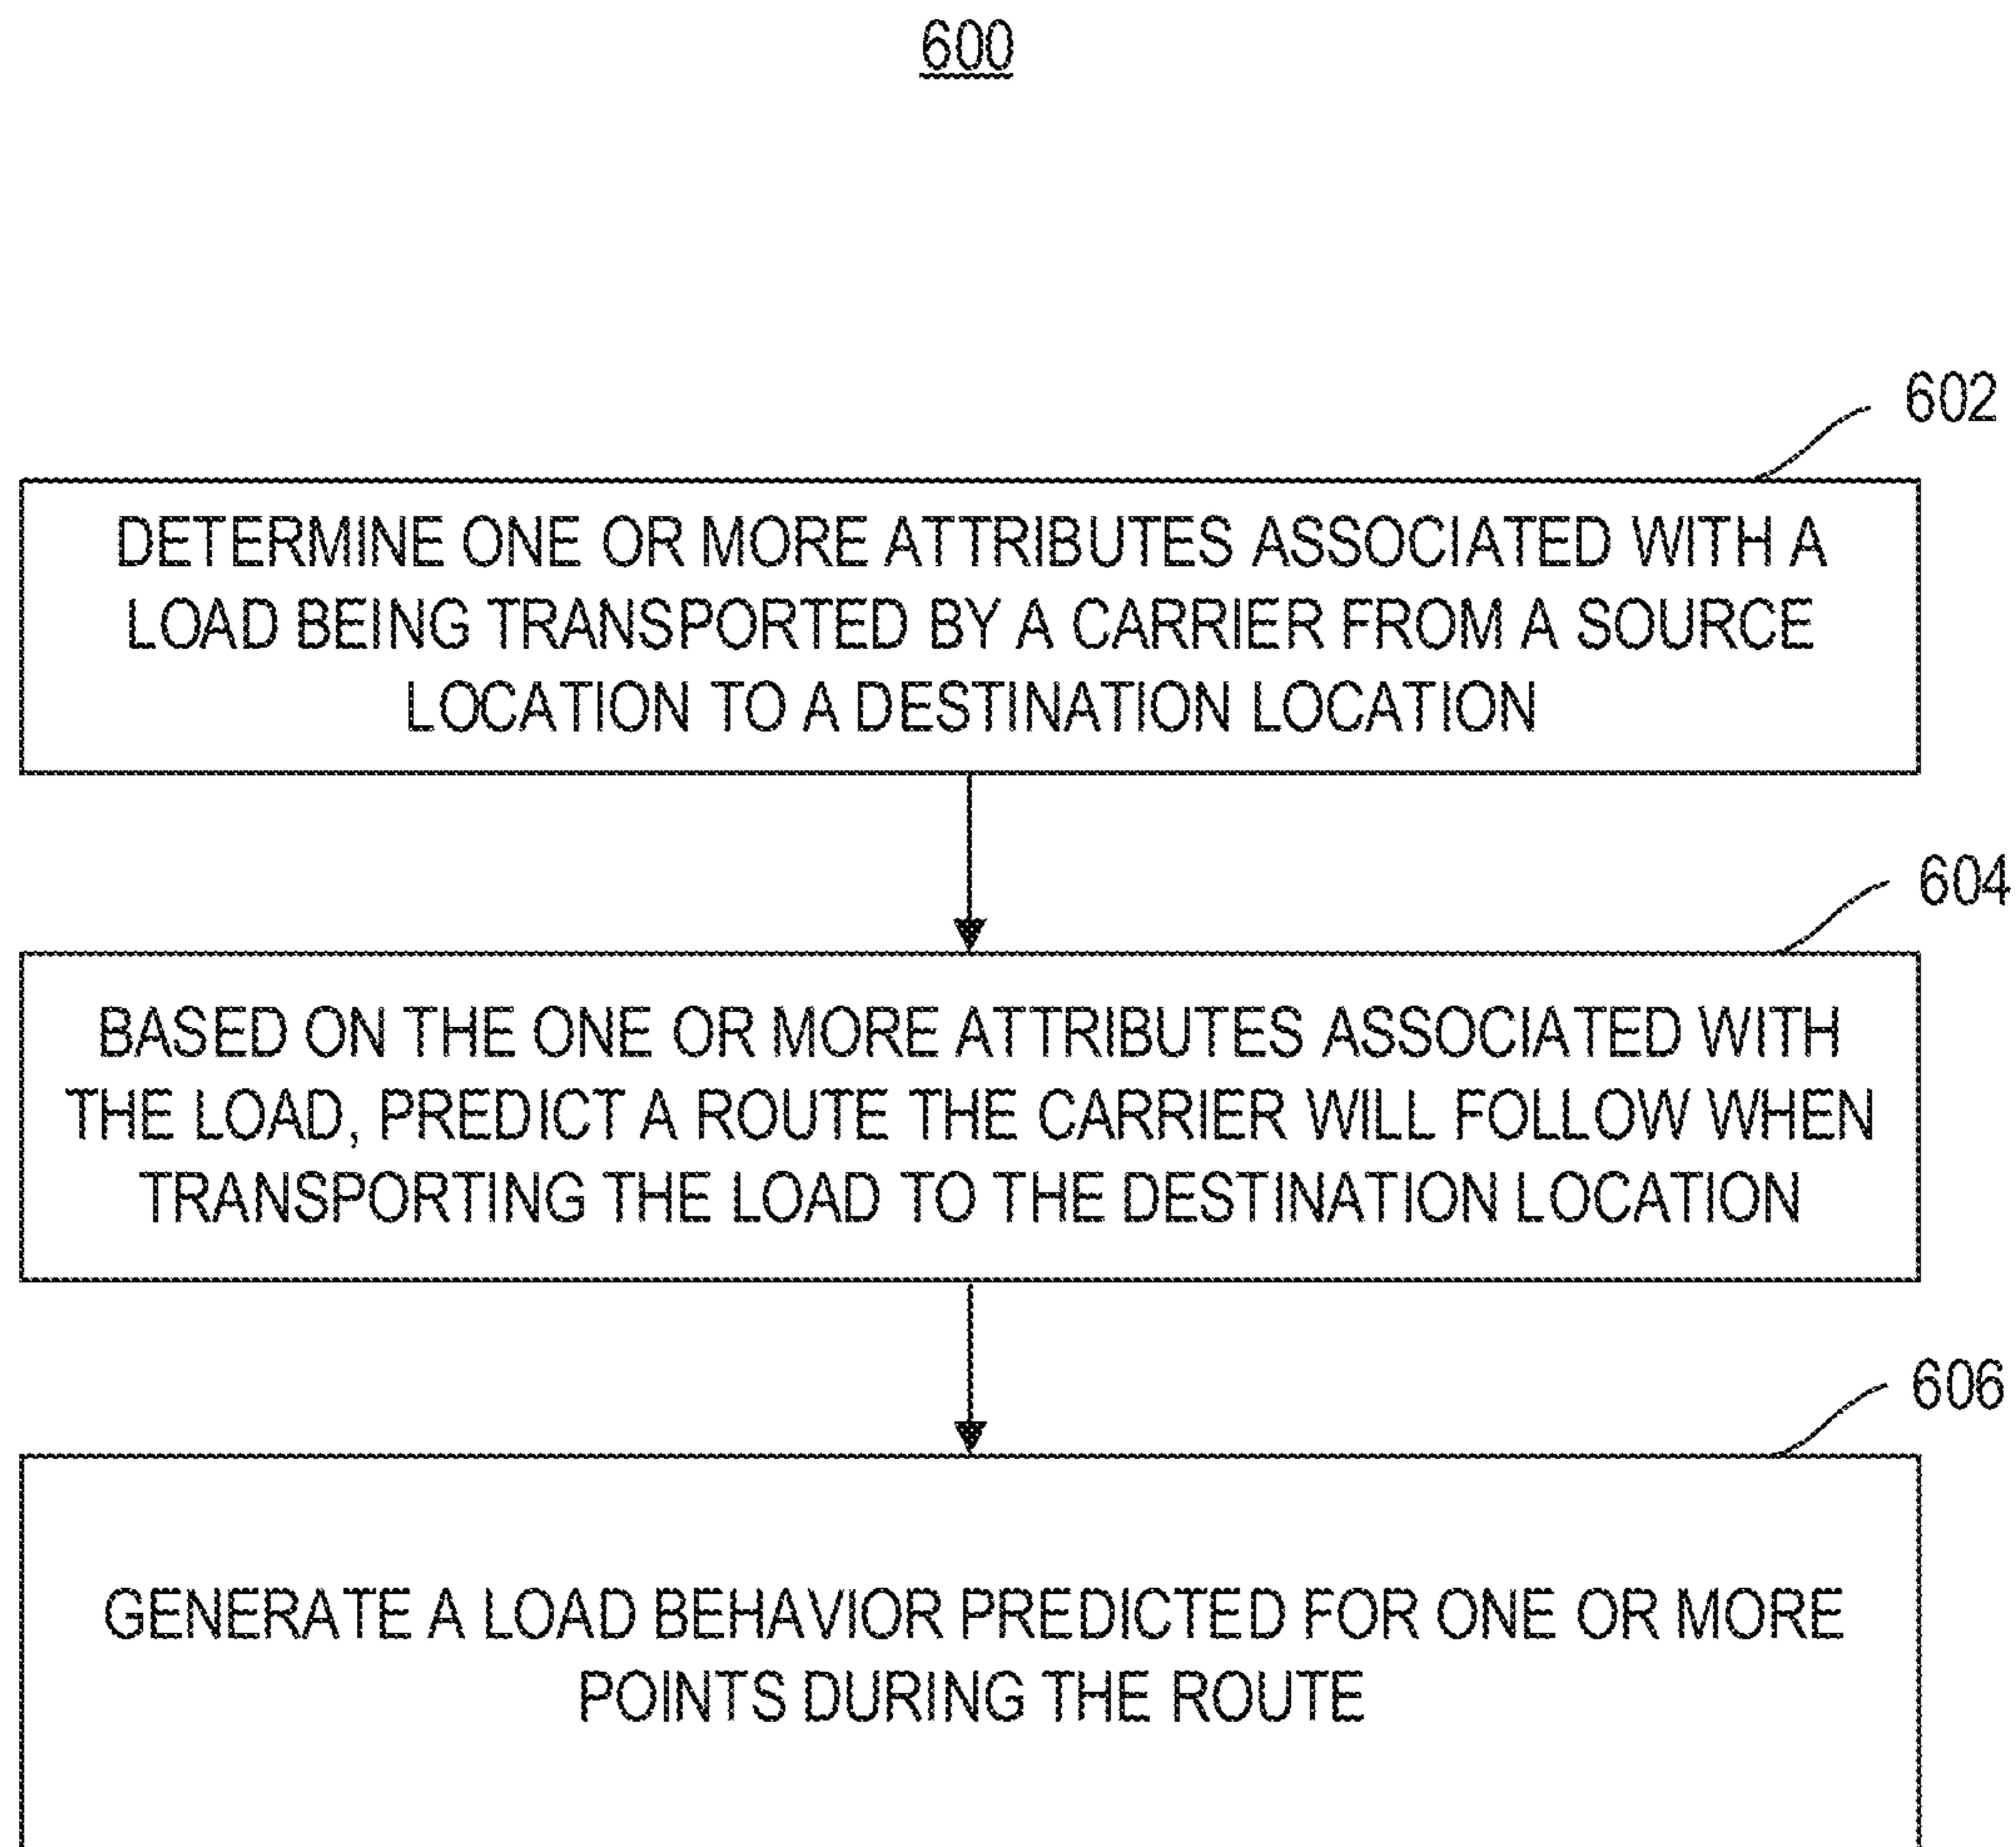 600
602
DETERMINE ONE OR MORE ATTRIBUTES ASSOCIATED WITH A
LOAD BEING TRANSPORTED BY A CARRIER FROM A SOURCE
LOCATION TO A DESTINATION LOCATION
604
BASED ON THE ONE OR MORE ATTRIBUTES ASSOCIATED WITH
THE LOAD, PREDICT A ROUTE THE CARRIER WILL FOLLOW WHEN
TRANSPORTING THE LOAD TO THE DESTINATION LOCATION
606
GENERATE A LOAD BEHAVIOR PREDICTED FOR ONE OR MORE
POINTS DURING THE ROUTE